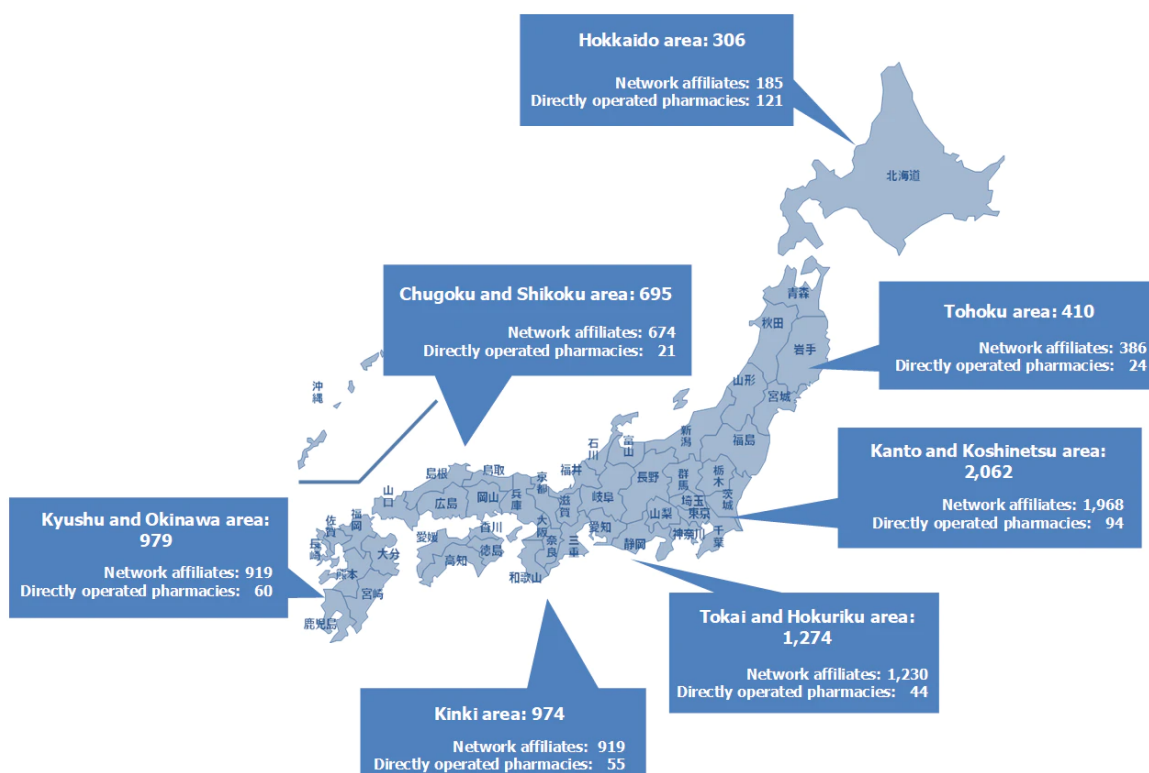 Hokkaido area: 306
Network affiliates: 185
Directly operated pharmacies: 121
北海道
Chugoku and Shikoku area: 695
Network affiliates: 674
Directly operated pharmacies: 21
Tohoku area: 410
Network affiliates: 386
Directly operated pharmacies: 24
青森
秋田
岩手
山形
宮城
福島
新潟
沖縄
Kanto and Koshinetsu area:
2,062
Network affiliates: 1,968
Directly operated pharmacies: 94
石川
富山
福井
長野
群馬
栃木
茨城
埼玉
東京
山梨
神奈川
千葉
岐阜
静岡
愛知
三重
滋賀
京都
兵庫
大阪
奈良
和歌山
鳥取
島根
岡山
広島
山口
香川
徳島
愛媛
高知
Kyushu and Okinawa area:
979
Network affiliates: 919
Directly operated pharmacies: 60
福岡
佐賀
長崎
大分
熊本
宮崎
鹿児島
Tokai and Hokuriku area:
1,274
Network affiliates: 1,230
Directly operated pharmacies: 44
Kinki area: 974
Network affiliates: 919
Directly operated pharmacies: 55